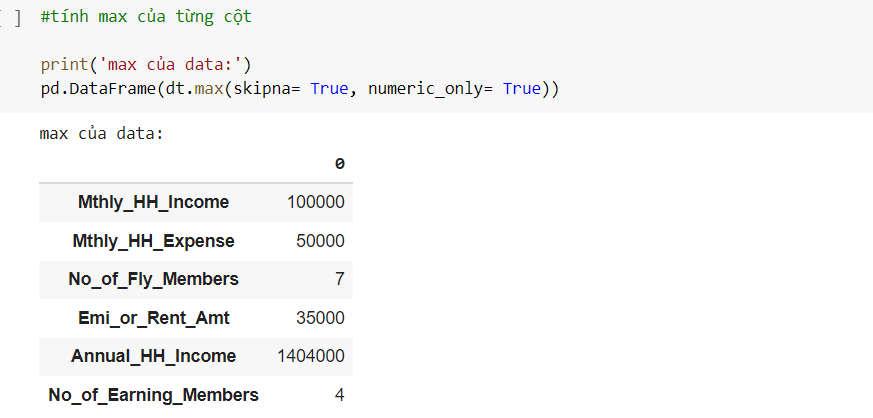 [ ] #tính max của từng cột
print('max của data:')
pd.DataFrame(dt.max(skipna= True, numeric_only= True))
max của data:
0
Mthly_HH_Income 100000
Mthly_HH_Expense 50000
No_of_Fly_Members 7
Emi_or_Rent_Amt 35000
Annual_HH_Income 1404000
No_of_Earning_Members 4